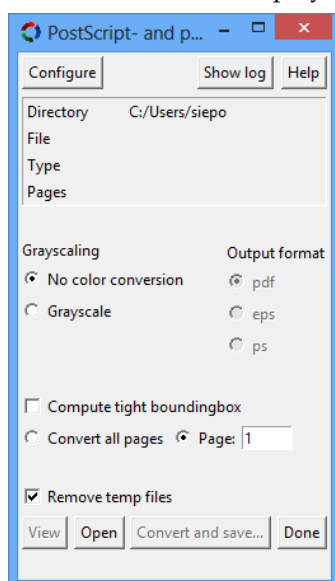 PostScript- and p...
Configure Show log Help
Directory C:/Users/siepo
File
Type
Pages
Grayscaling Output format
No color conversion pdf
Grayscale eps
ps
Compute tight boundingbox
Convert all pages Page: 1
Remove temp files
View Open Convert and save... Done